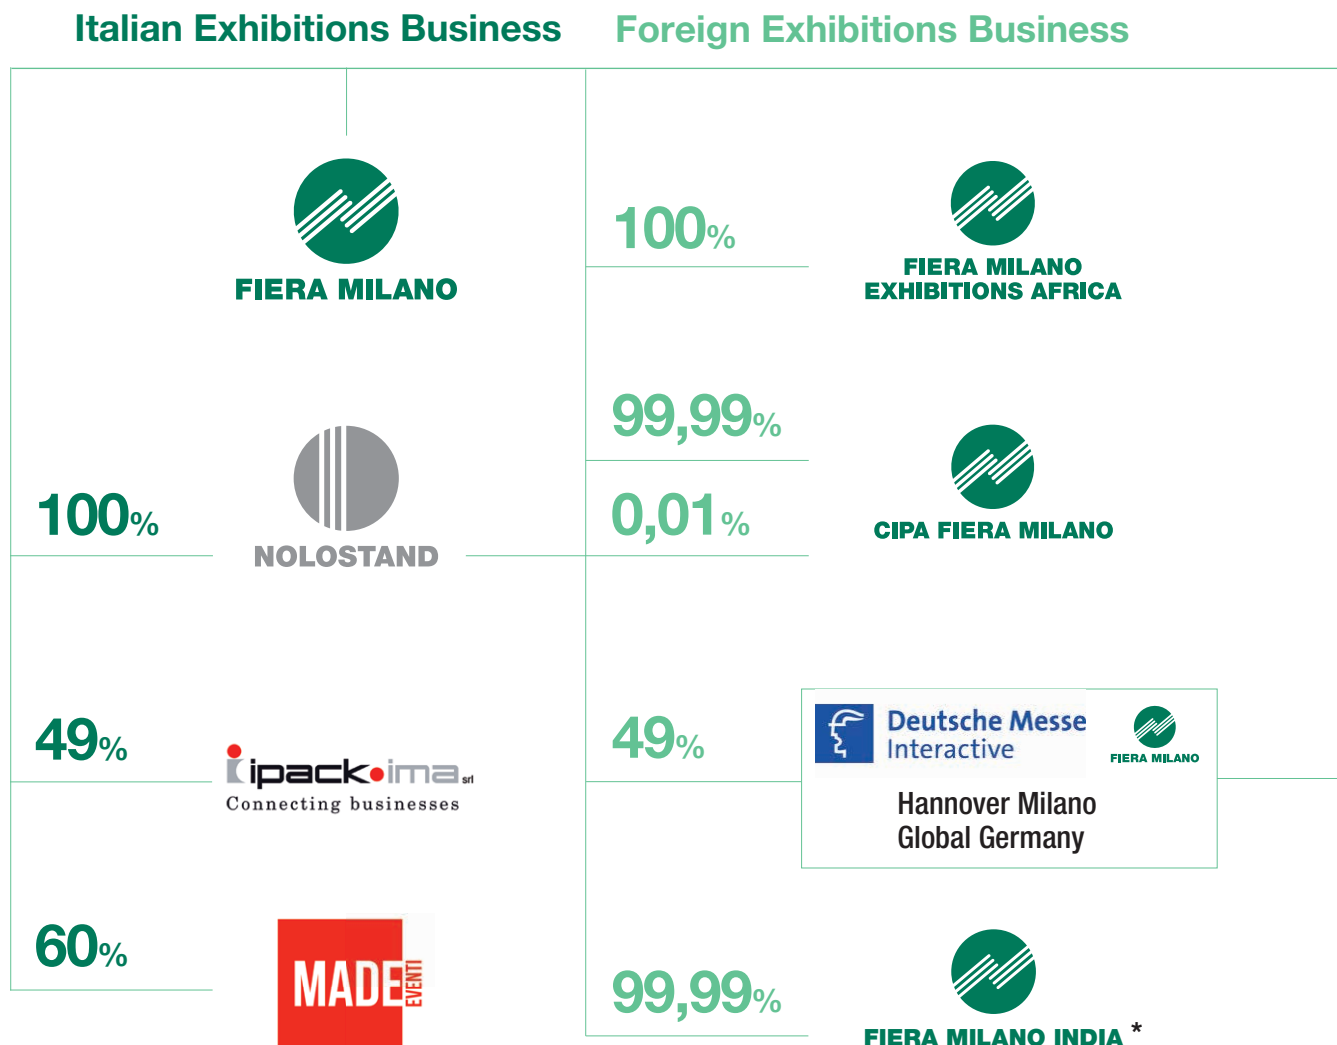 Italian Exhibitions Business
Foreign Exhibitions Business
FIERA MILANO
100%
NOLOSTAND
49%
ipack ima srl
Connecting businesses
60%
MADE
EVENTI
100%
FIERA MILANO
EXHIBITIONS AFRICA
99,99%
0,01%
CIPA FIERA MILANO
49%
Deutsche Messe
Interactive
FIERA MILANO
Hannover Milano
Global Germany
99,99%
FIERA MILANO INDIA *